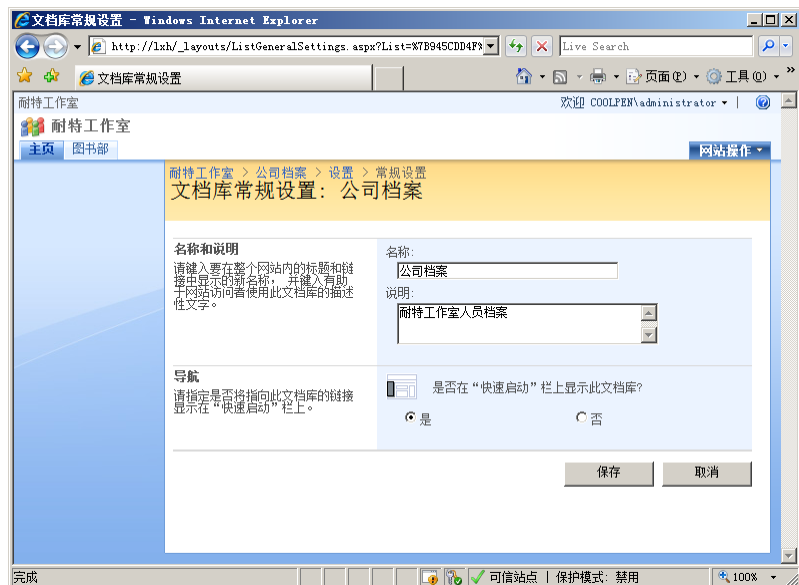 文档库常规设置 - Windows Internet Explorer
http://lxh/_layouts/ListGeneralSettings.aspx?List=%7B945CDD4F%
Live Search
文档库常规设置
页面(P)
工具(O)
»
耐特工作室
欢迎 COOLPEN\administrator
耐特工作室
主页 图书部
网站操作
耐特工作室 > 公司档案 > 设置 > 常规设置
文档库常规设置: 公司档案
名称和说明
请键入要在整个网站内的标题和链
接中显示的新名称, 并键入有助
于网站访问者使用此文档库的描述
性文字。
名称:
公司档案
说明:
耐特工作室人员档案
导航
请指定是否将指向此文档库的链接
显示在“快速启动”栏上。
是否在“快速启动”栏上显示此文档库?
是 否
保存 取消
完成
可信站点 | 保护模式: 禁用
100%